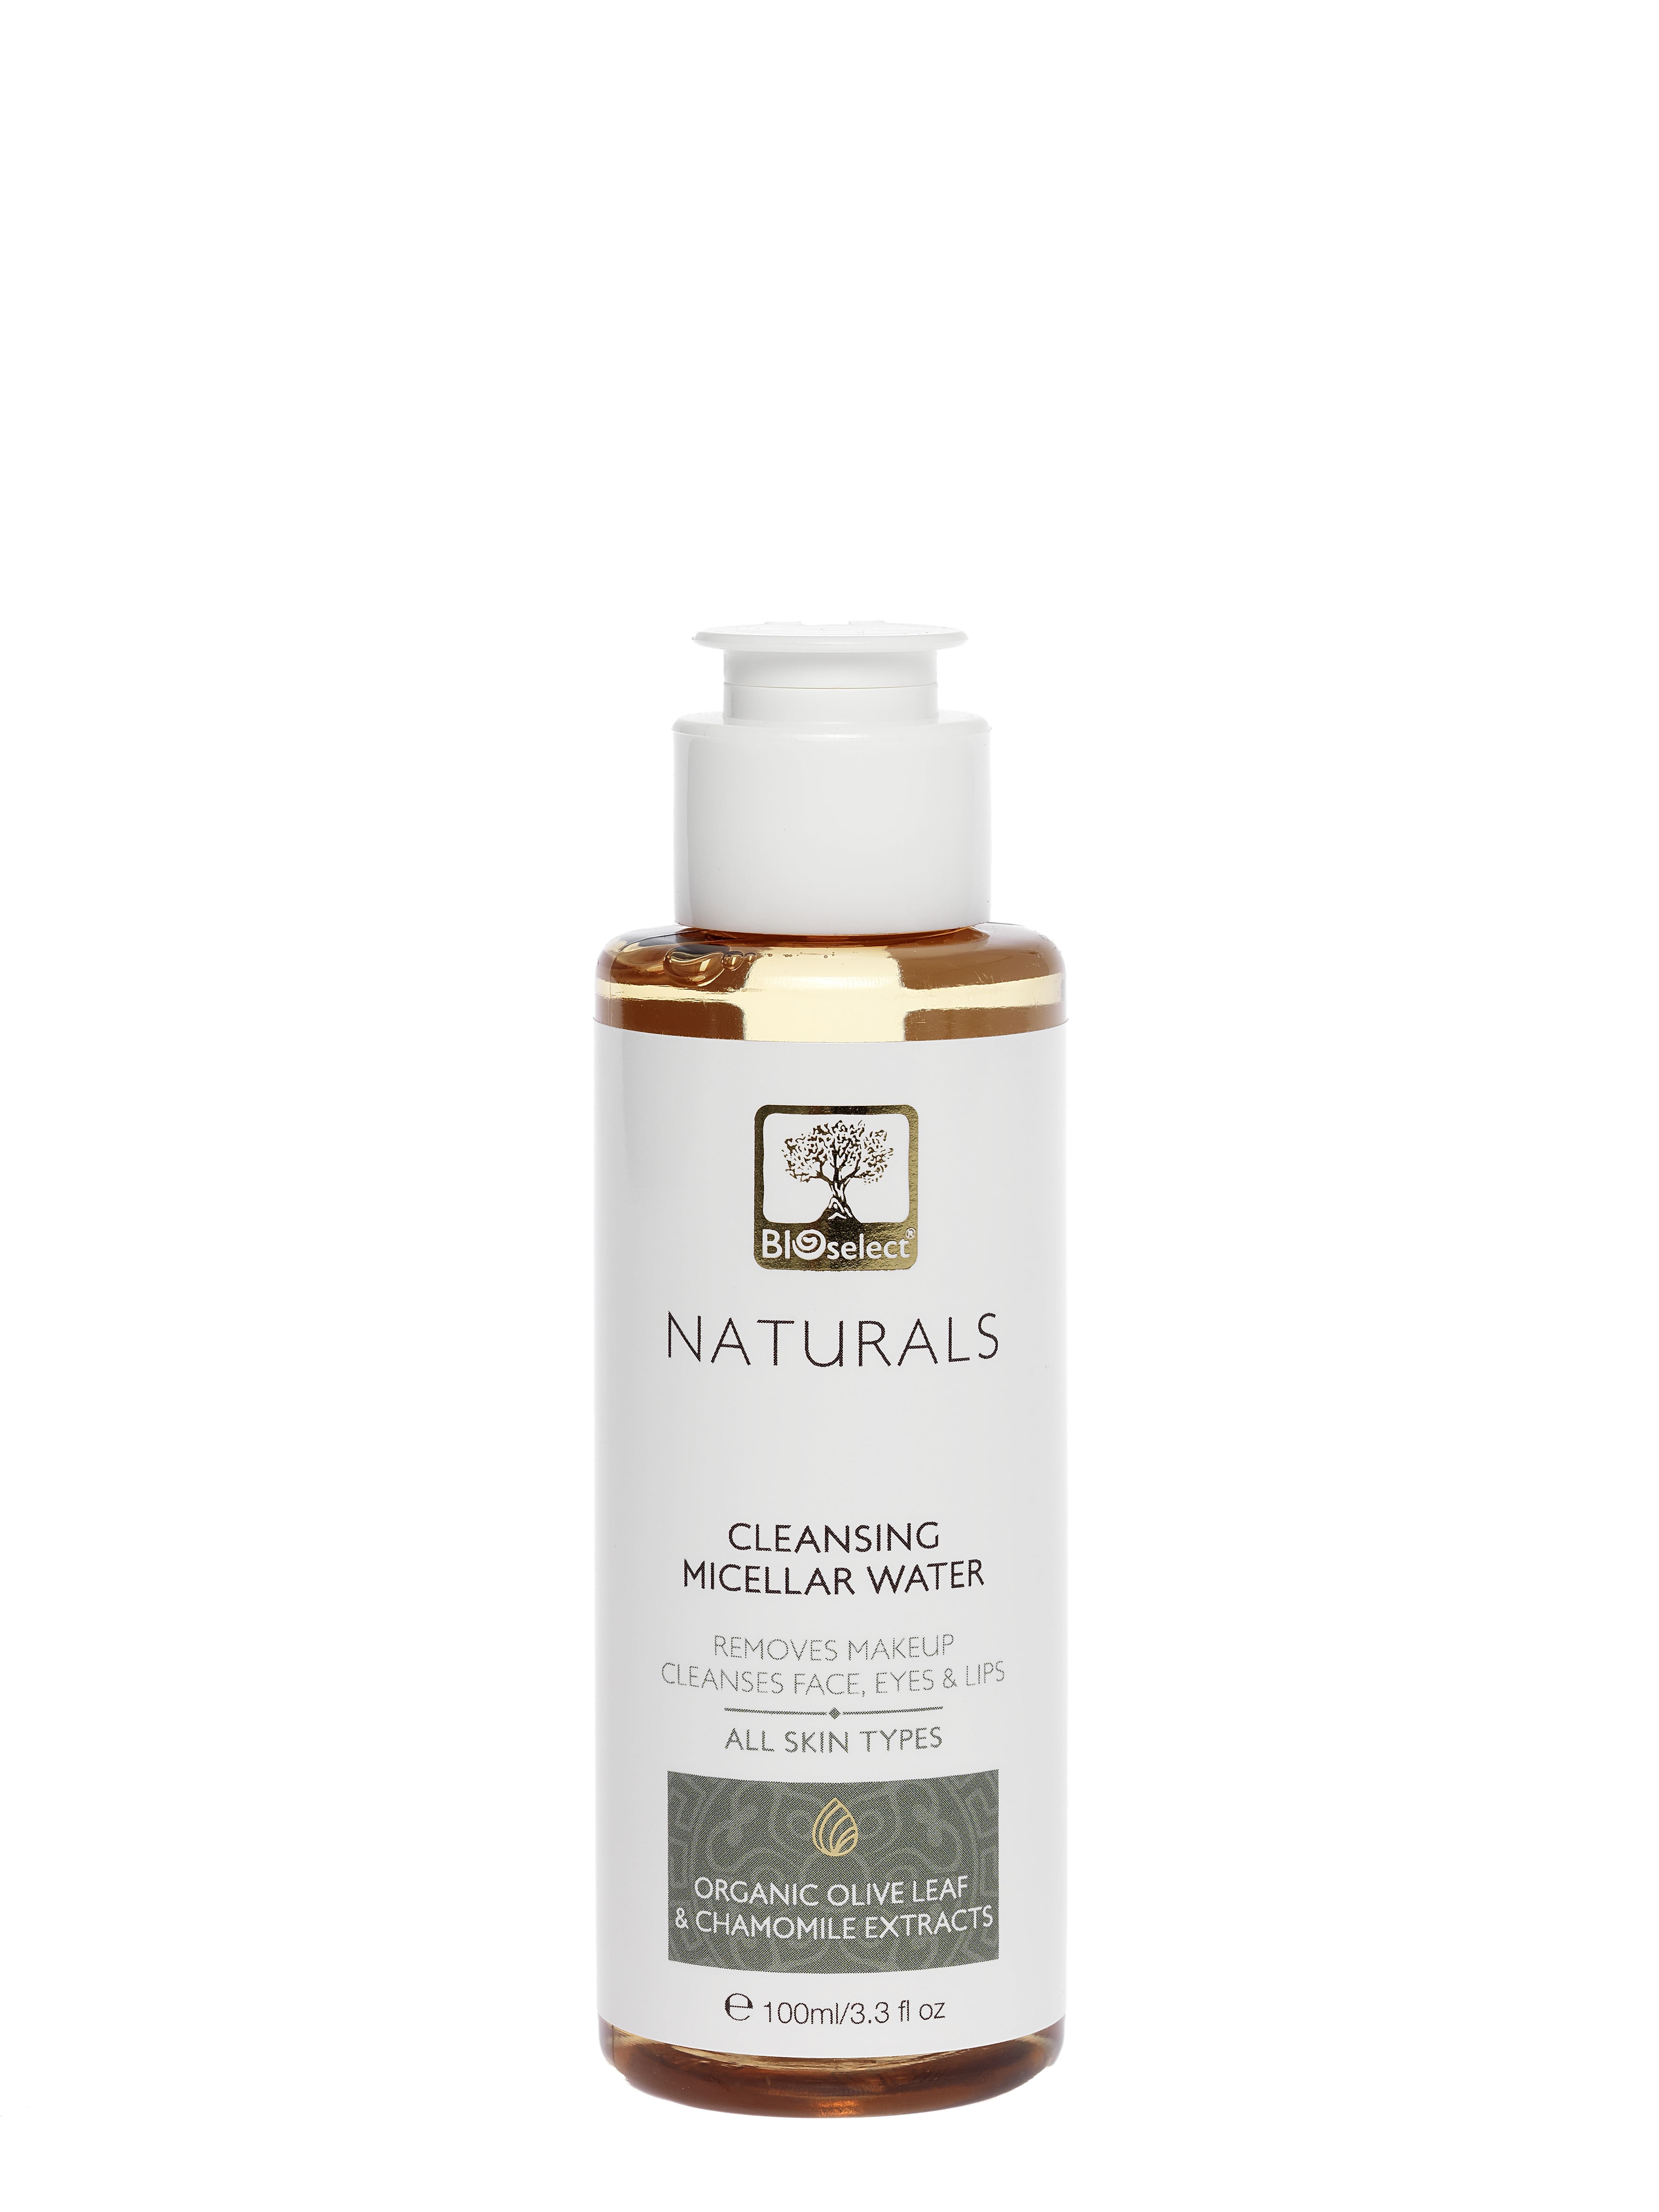 BIOselect®
NATURALS
CLEANSING
MICELLAR WATER
REMOVES MAKEUP
CLEANSES FACE, EYES & LIPS
ALL SKIN TYPES
ORGANIC OLIVE LEAF
& CHAMOMILE EXTRACTS
℮ 100ml/3.3 fl oz